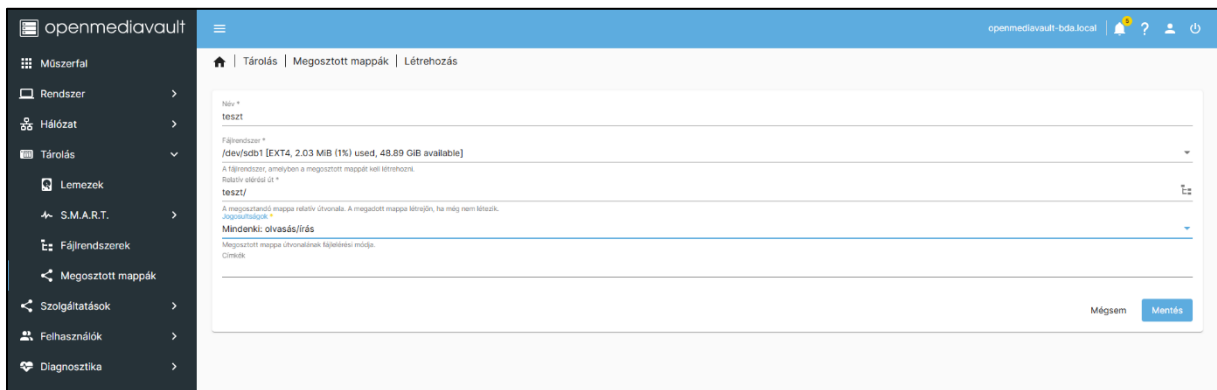 openmediavault
openmediavault-bda.local
5
?
Műszerfal
Rendszer
Hálózat
Tárolás
Lemezek
S.M.A.R.T.
Fájlrendszerek
Megosztott mappák
Szolgáltatások
Felhasználók
Diagnosztika
Tárolás | Megosztott mappák | Létrehozás
Név *
teszt
Fájlrendszer *
/dev/sdb1 [EXT4, 2.03 MiB (1%) used, 48.89 GiB available]
A fájlrendszer, amelyben a megosztott mappát kell létrehozni.
Relatív elérési út *
teszt/
A megosztandó mappa relatív útvonala. A megadott mappa létrejön, ha még nem létezik.
Jogosultságok *
Mindenki: olvasás/írás
Megosztott mappa útvonalának fájlelérési módja.
Címkék
Mégsem
Mentés